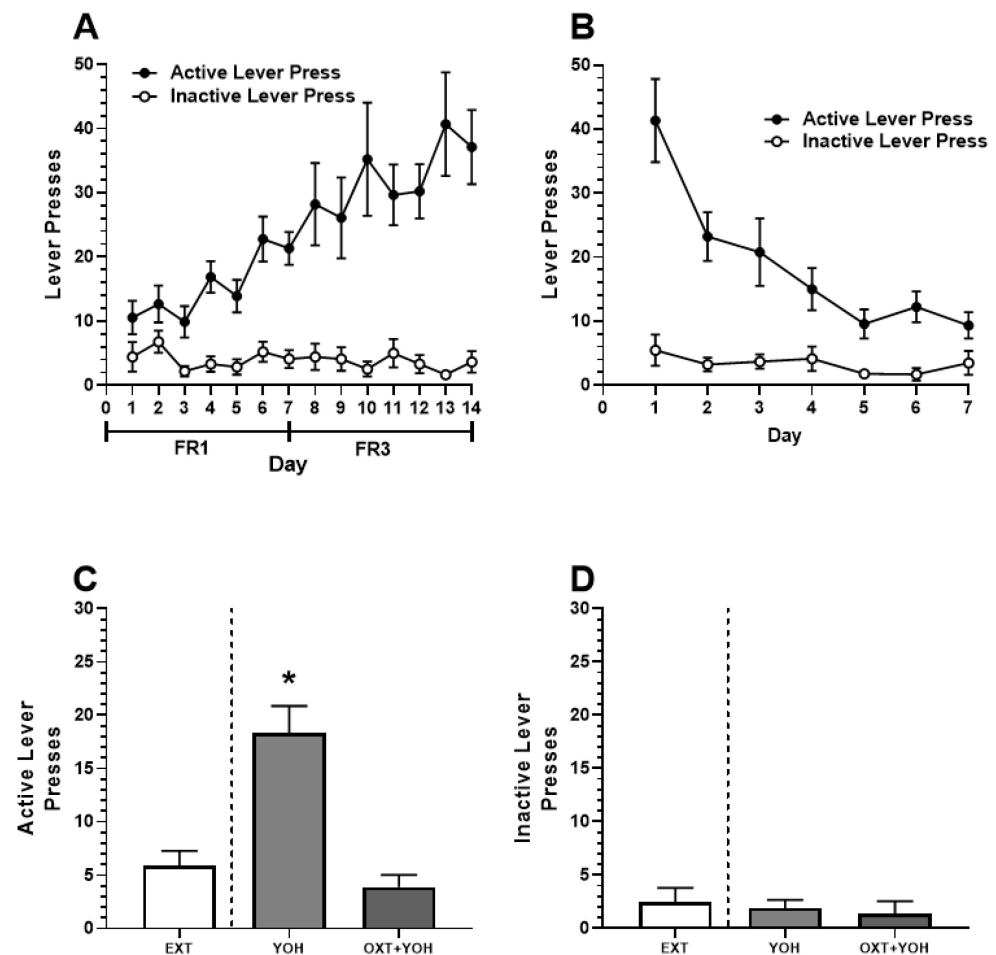 A
50
40
30
20
10
0
Lever Presses
Active Lever Press
Inactive Lever Press
0 1 2 3 4 5 6 7 8 9 10 11 12 13 14
FR1 FR3
Day
B
50
40
30
20
10
0
Lever Presses
Active Lever Press
Inactive Lever Press
0 1 2 3 4 5 6 7
Day
C
30
25
20
15
10
5
0
Active Lever
Presses
*
EXT YOH OXT+YOH
D
30
25
20
15
10
5
0
Inactive Lever
Presses
EXT YOH OXT+YOH